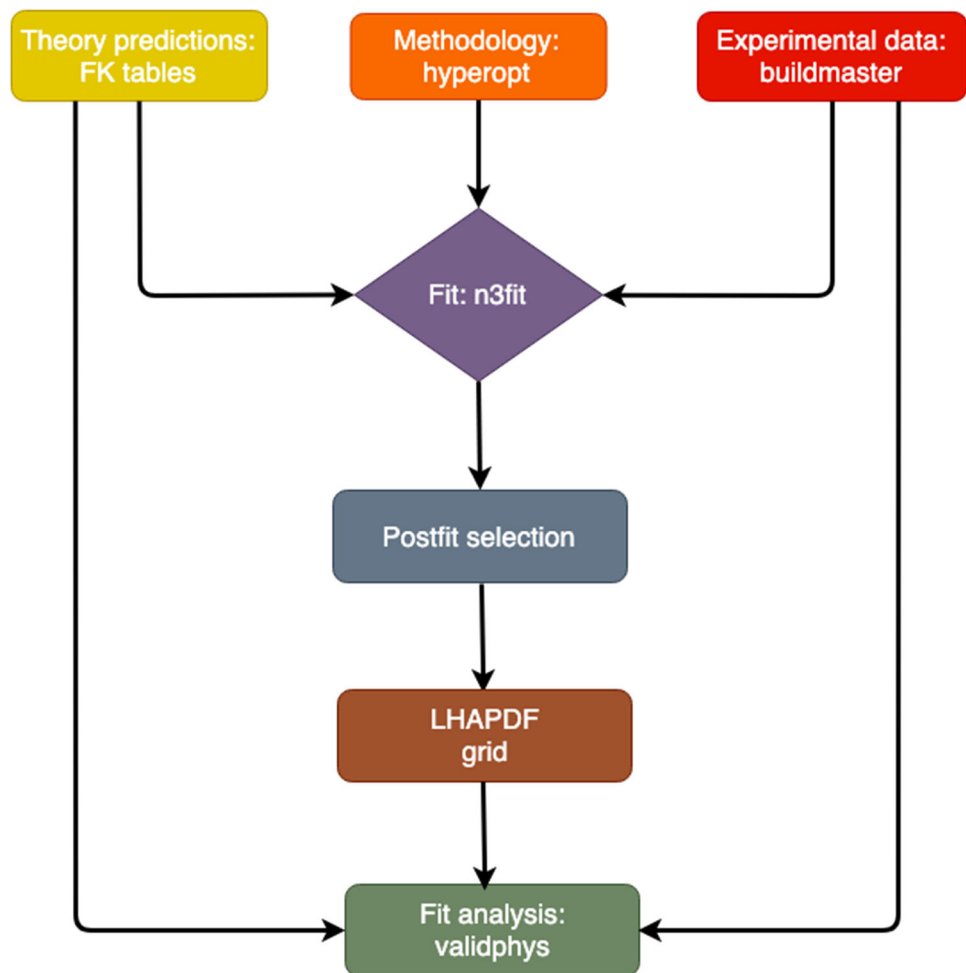 Theory predictions:
FK tables
Methodology:
hyperopt
Experimental data:
buildmaster
Fit: n3fit
Postfit selection
LHAPDF
grid
Fit analysis:
validphys